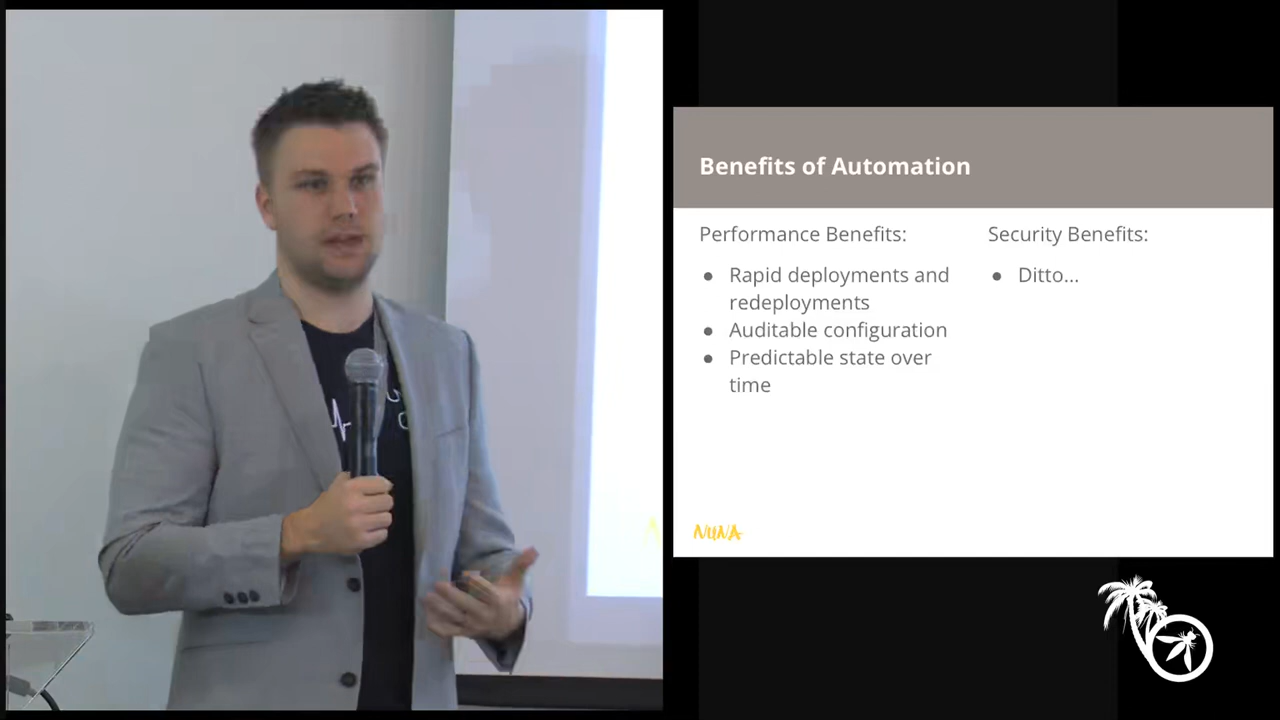 Benefits of Automation
Performance Benefits:
● Rapid deployments and
redeployments
● Auditable configuration
● Predictable state over
time
Security Benefits:
● Ditto...
NUNA